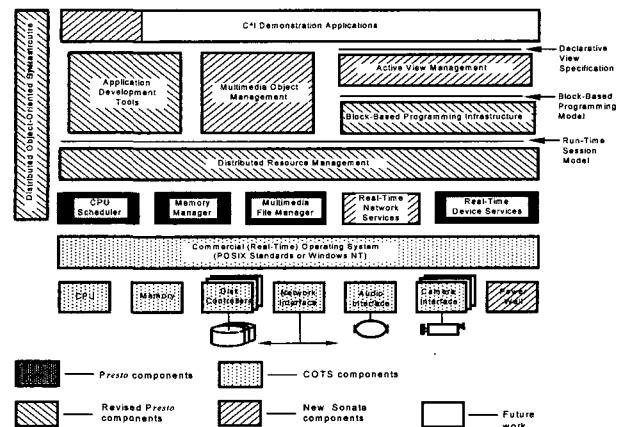 C⁴I Demonstration Applications
Distributed Object-Oriented Infrastructure
Application
Development
Tools
Multimedia Object
Management
Active View Management
Block-Based Programming Infrastructure
Declarative
View
Specification
Block-Based
Programming
Model
Run-Time
Session
Model
Distributed Resource Management
CPU
Scheduler
Memory
Manager
Multimedia
File Manager
Real-Time
Network
Services
Real-Time
Device Services
Commercial (Real-Time) Operating System
(POSIX Standards or Windows NT)
CPU
Memory
Disk
Controllers
Network
Interface
Audio
Interface
Camera
Interface
Power
Wall
Presto components
COTS components
Revised Presto
components
New Sonata
components
Future
work